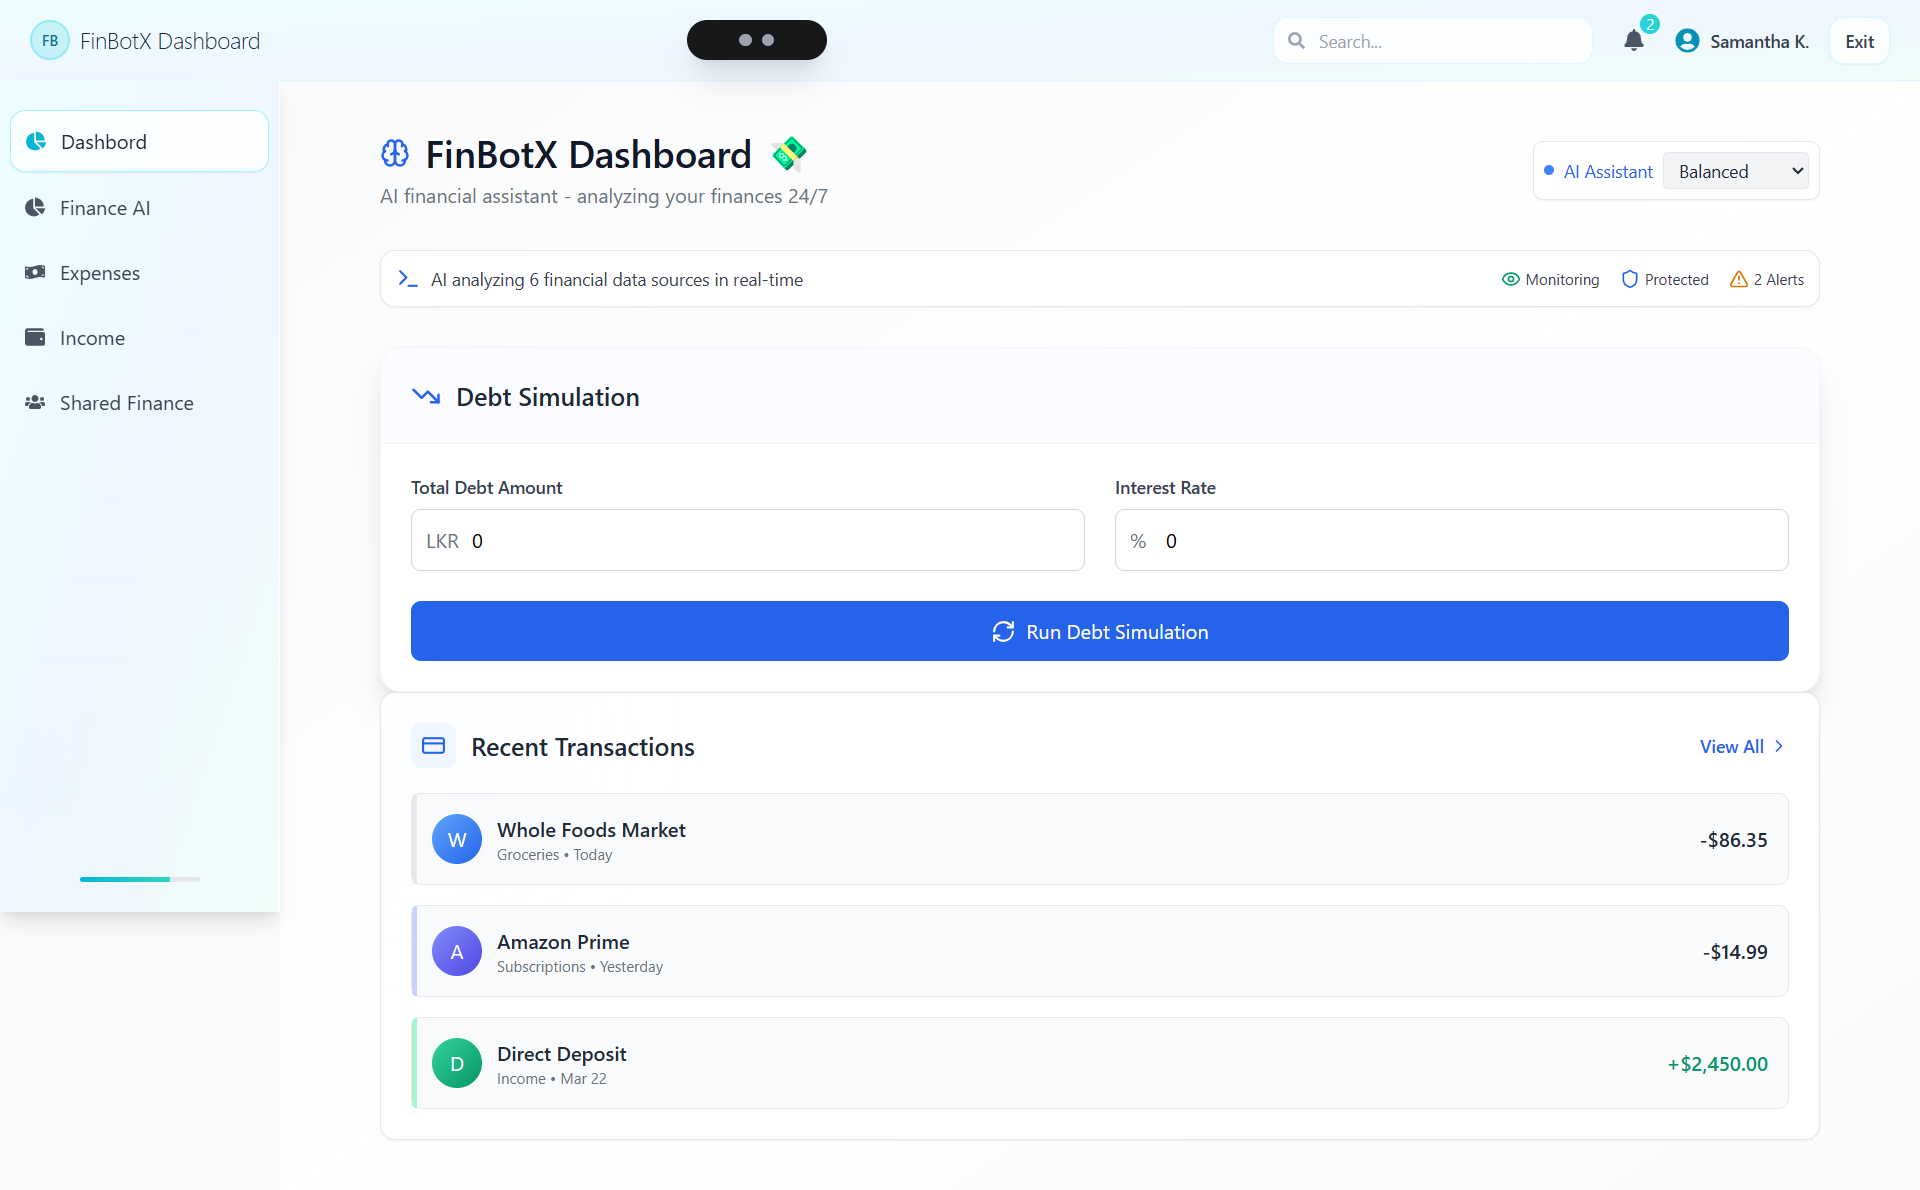 FB FinBotX Dashboard
Search...
2
Samantha K.
Exit
Dashbord
Finance AI
Expenses
Income
Shared Finance
FinBotX Dashboard
AI financial assistant - analyzing your finances 24/7
AI Assistant
Balanced
AI analyzing 6 financial data sources in real-time
Monitoring
Protected
2 Alerts
Debt Simulation
Total Debt Amount
LKR 0
Interest Rate
% 0
Run Debt Simulation
Recent Transactions
View All
W
Whole Foods Market
Groceries • Today
-$86.35
A
Amazon Prime
Subscriptions • Yesterday
-$14.99
D
Direct Deposit
Income • Mar 22
+$2,450.00